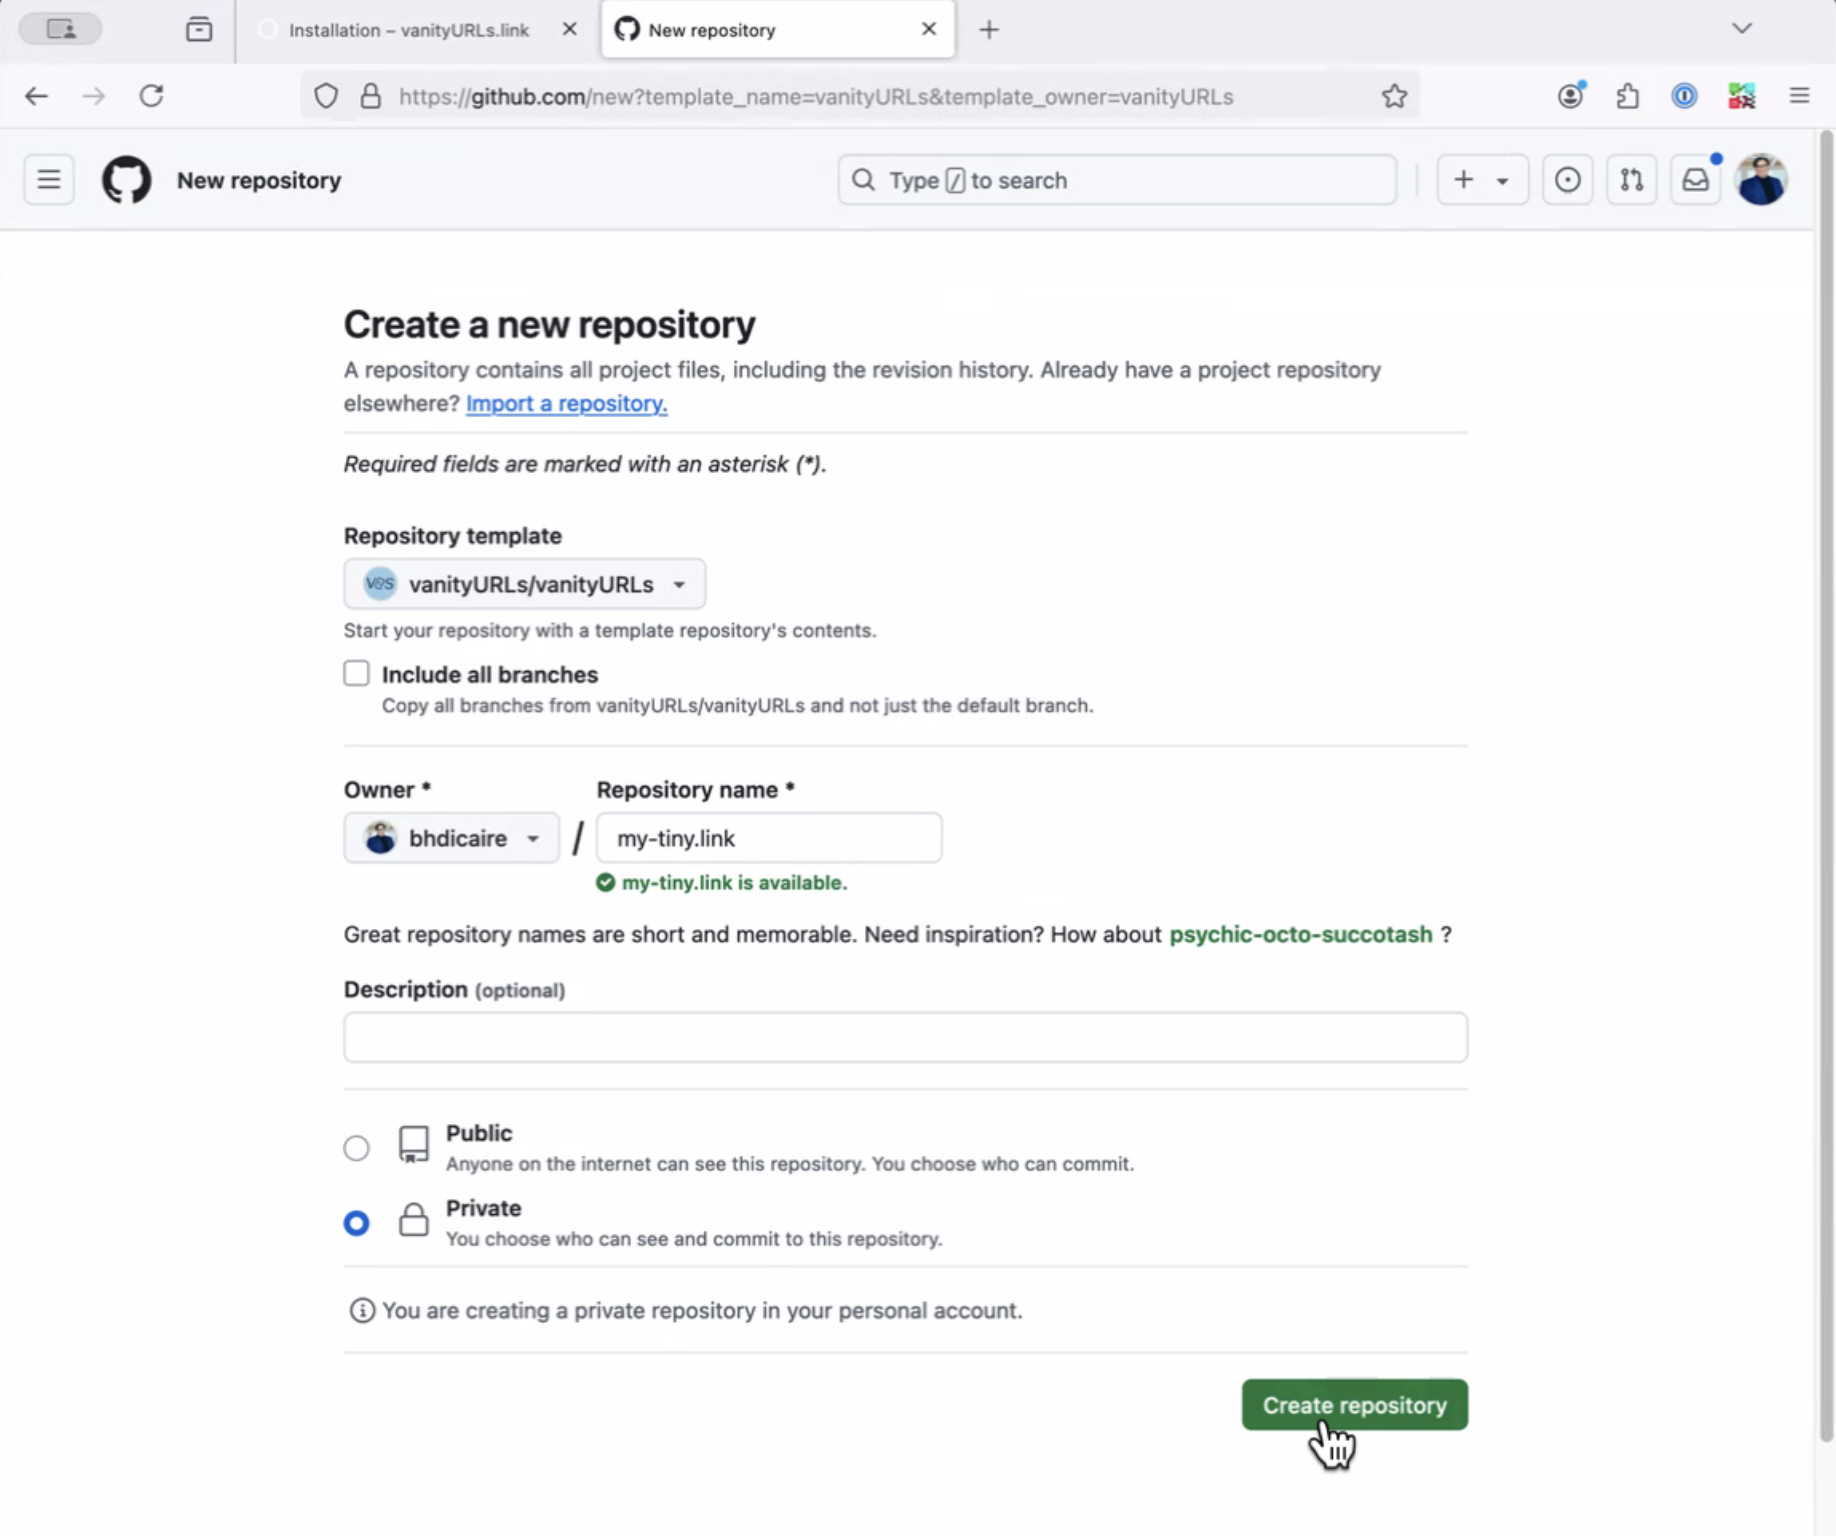 Installation – vanityURLs.link
New repository
https://github.com/new?template_name=vanityURLs&template_owner=vanityURLs
New repository
Type / to search
Create a new repository
A repository contains all project files, including the revision history. Already have a project repository
elsewhere? Import a repository.
Required fields are marked with an asterisk (*).
Repository template
V@S vanityURLs/vanityURLs
Start your repository with a template repository's contents.
Include all branches
Copy all branches from vanityURLs/vanityURLs and not just the default branch.
Owner * Repository name *
bhdicaire / my-tiny.link
my-tiny.link is available.
Great repository names are short and memorable. Need inspiration? How about psychic-octo-succotash ?
Description (optional)
Public
Anyone on the internet can see this repository. You choose who can commit.
Private
You choose who can see and commit to this repository.
You are creating a private repository in your personal account.
Create repository